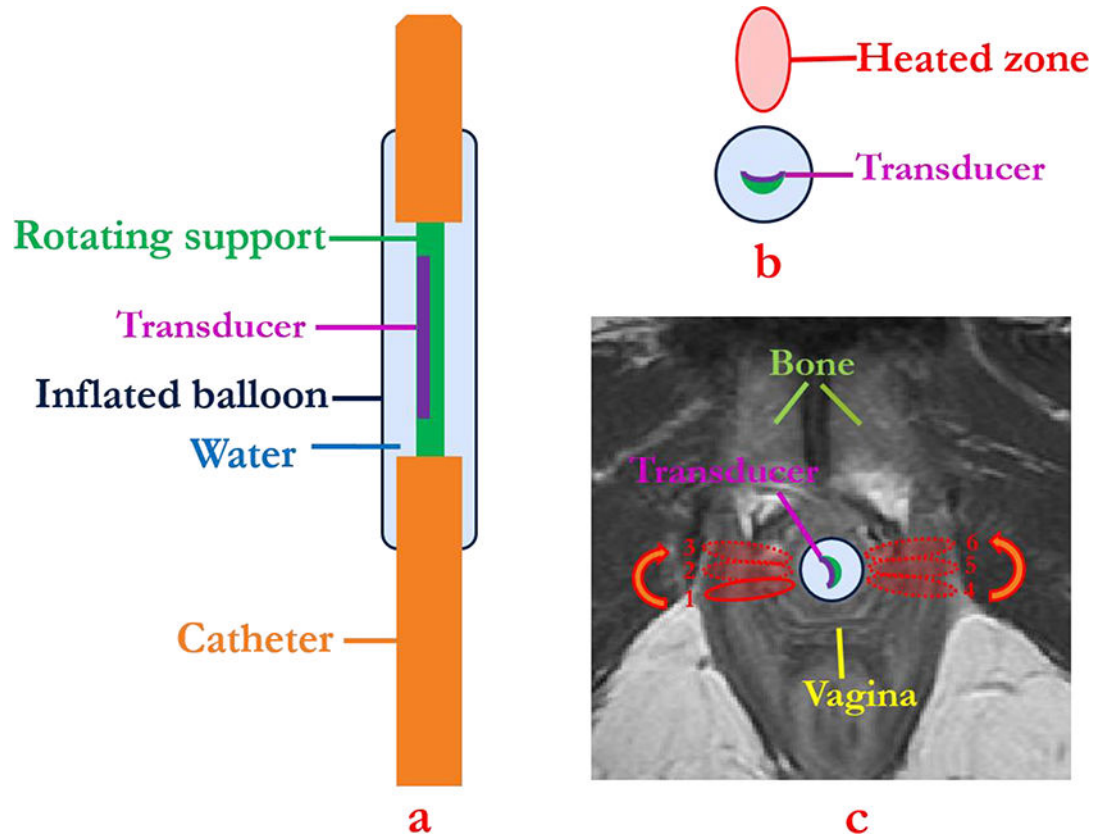 Rotating support
Transducer
Inflated balloon
Water
Catheter
a
Heated zone
Transducer
b
Bone
Transducer
3
2
1
6
5
4
Vagina
c